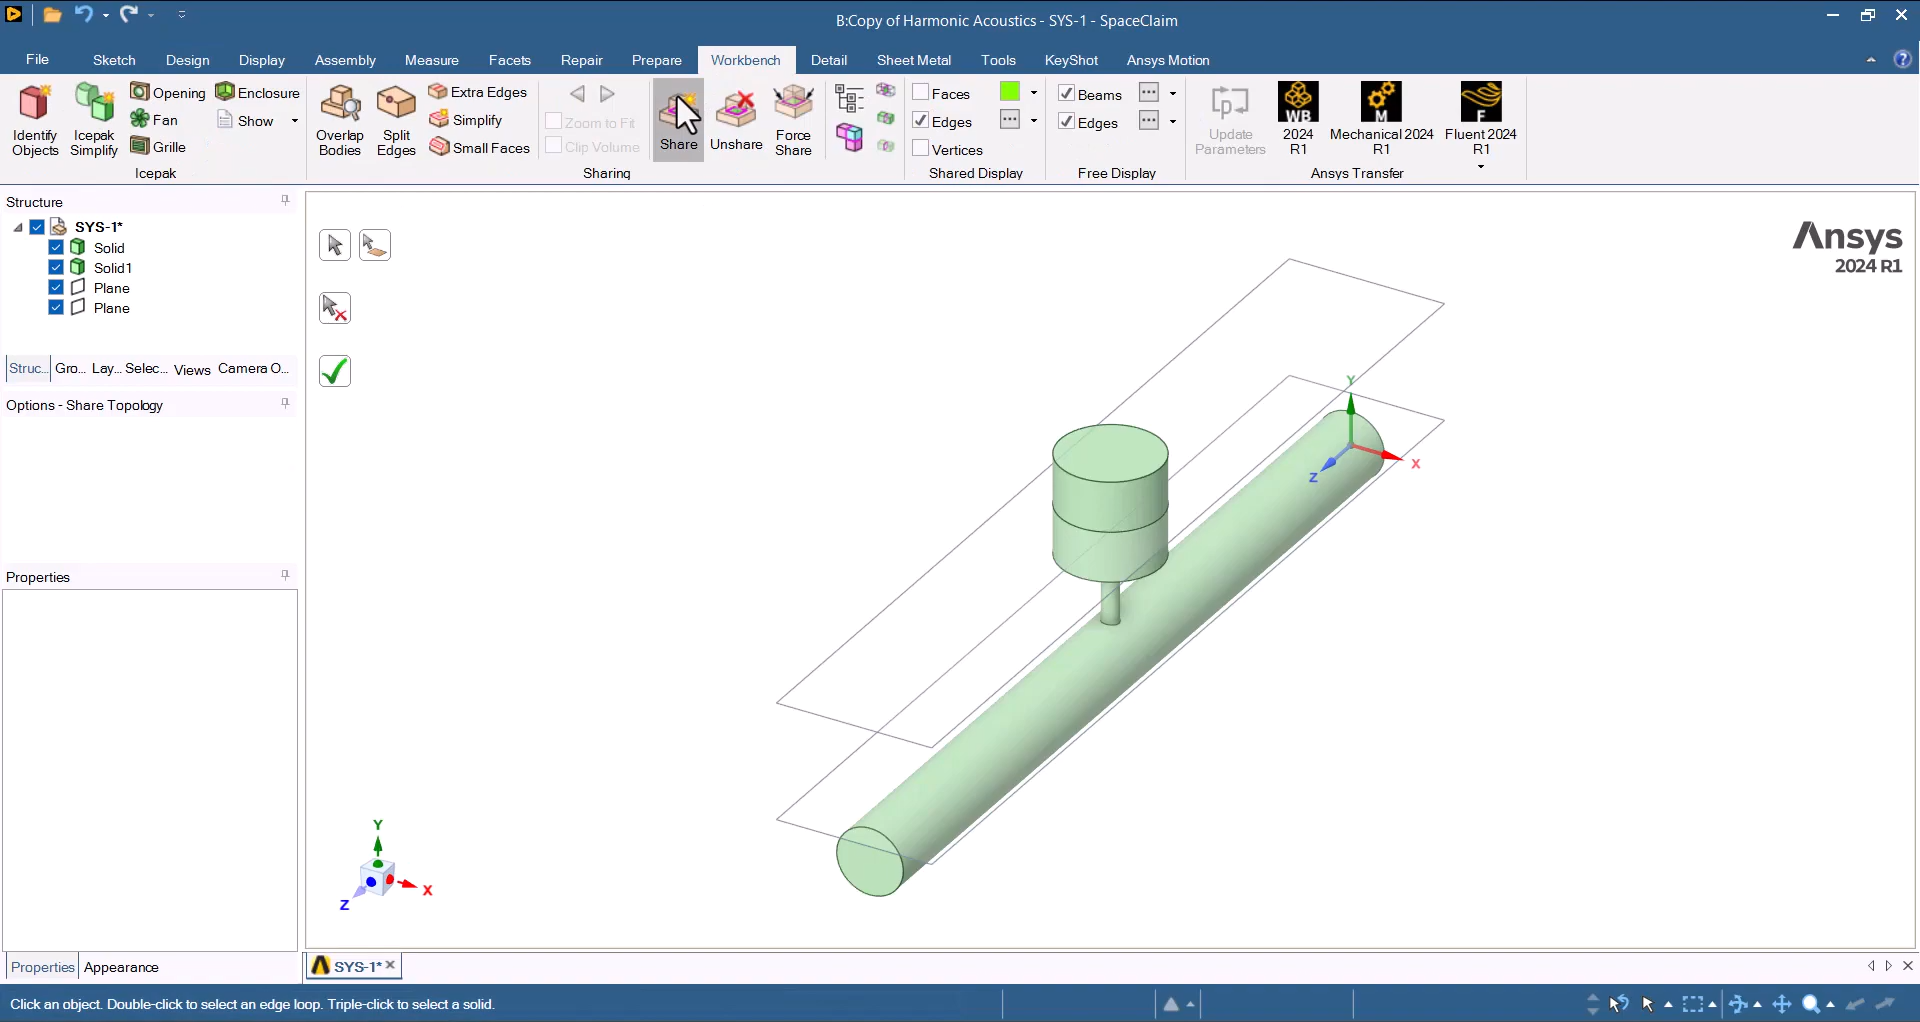 B:Copy of Harmonic Acoustics - SYS-1 - SpaceClaim
File Sketch Design Display Assembly Measure Facets Repair Prepare Workbench Detail Sheet Metal Tools KeyShot Ansys Motion
Identify Objects
Icepak Simplify
Opening
Fan
Grille
Enclosure
Show
Icepak
Overlap Bodies
Split Edges
Extra Edges
Simplify
Small Faces
Zoom to Fit
Clip Volume
Share
Unshare
Force Share
Sharing
Faces
Edges
Vertices
Shared Display
Beams
Edges
Free Display
Update Parameters
WB
2024 R1
M
Mechanical 2024 R1
F
Fluent 2024 R1
Ansys Transfer
Structure
SYS-1*
Solid
Solid1
Plane
Plane
Struc... Gro... Lay... Selec... Views Camera O...
Options - Share Topology
Properties
Properties Appearance
Ansys
2024 R1
Y
X
Z
Y
X
Z
SYS-1*
Click an object. Double-click to select an edge loop. Triple-click to select a solid.